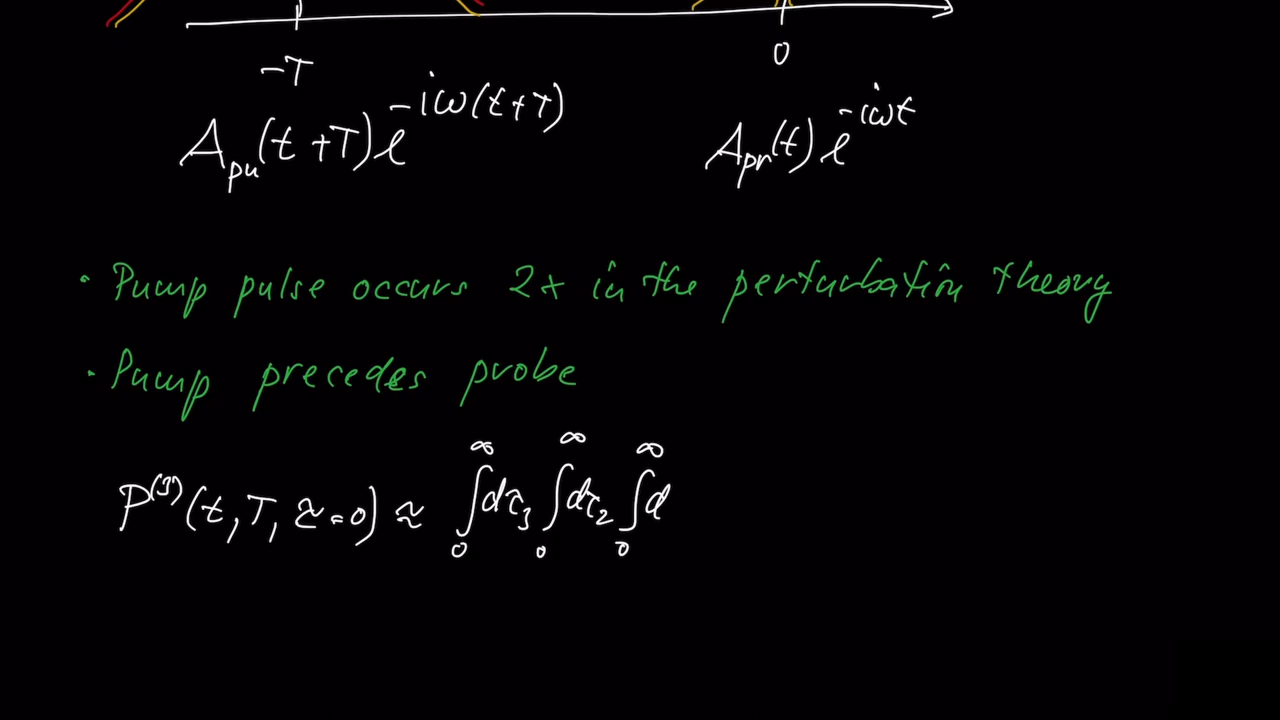 -T 0
A_pu(t+T)e^{-iω(t+T)} A_pr(t)e^{-iωt}
• Pump pulse occurs 2x in the perturbation theory
• Pump precedes probe
P^{(3)}(t,T,τ=0) ≈ ∫_0^∞ dτ_3 ∫_0^∞ dτ_2 ∫_0^∞ d